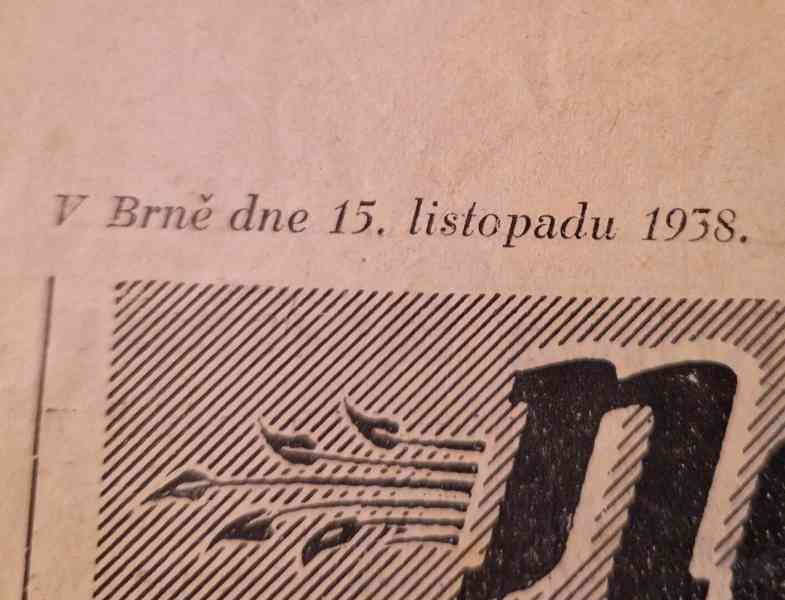 V Brně dne 15. listopadu 1938.